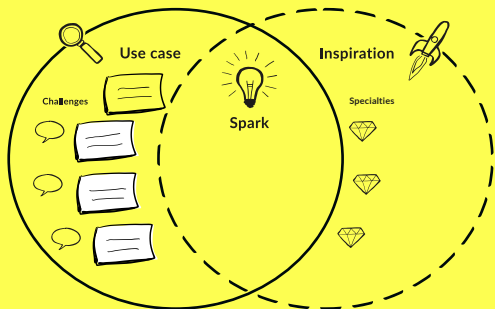 Use case
Inspiration
Challenges
Spark
Specialties